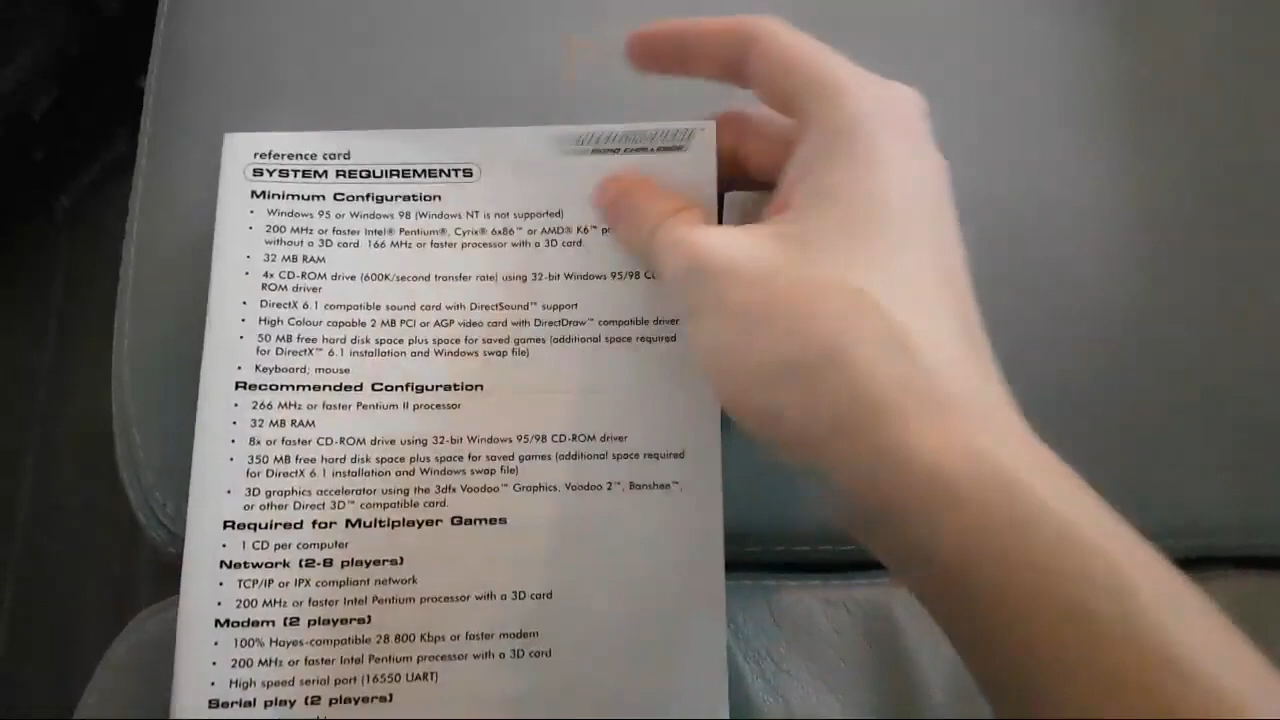 reference card
ROAD CHALLENGE
SYSTEM REQUIREMENTS
Minimum Configuration
• Windows 95 or Windows 98 (Windows NT is not supported)
• 200 MHz or faster Intel® Pentium®, Cyrix® 6x86™ or AMD® K6™
without a 3D card. 166 MHz or faster processor with a 3D card.
• 32 MB RAM
• 4x CD-ROM drive (600K/second transfer rate) using 32-bit Windows 95/98
ROM driver
• DirectX 6.1 compatible sound card with DirectSound™ support
• High Colour capable 2 MB PCI or AGP video card with DirectDraw™ compatible driver
• 50 MB free hard disk space plus space for saved games (additional space required
for DirectX™ 6.1 installation and Windows swap file)
• Keyboard; mouse
Recommended Configuration
• 266 MHz or faster Pentium II processor
• 32 MB RAM
• 8x or faster CD-ROM drive using 32-bit Windows 95/98 CD-ROM driver
• 350 MB free hard disk space plus space for saved games (additional space required
for DirectX 6.1 installation and Windows swap file)
• 3D graphics accelerator using the 3dfx Voodoo™ Graphics, Voodoo 2™, Banshee™,
or other Direct 3D™ compatible card.
Required for Multiplayer Games
• 1 CD per computer
Network (2-8 players)
• TCP/IP or IPX compliant network
• 200 MHz or faster Intel Pentium processor with a 3D card
Modem (2 players)
• 100% Hayes-compatible 28.800 Kbps or faster modem
• 200 MHz or faster Intel Pentium processor with a 3D card
• High speed serial port (16550 UART)
Serial play (2 players)